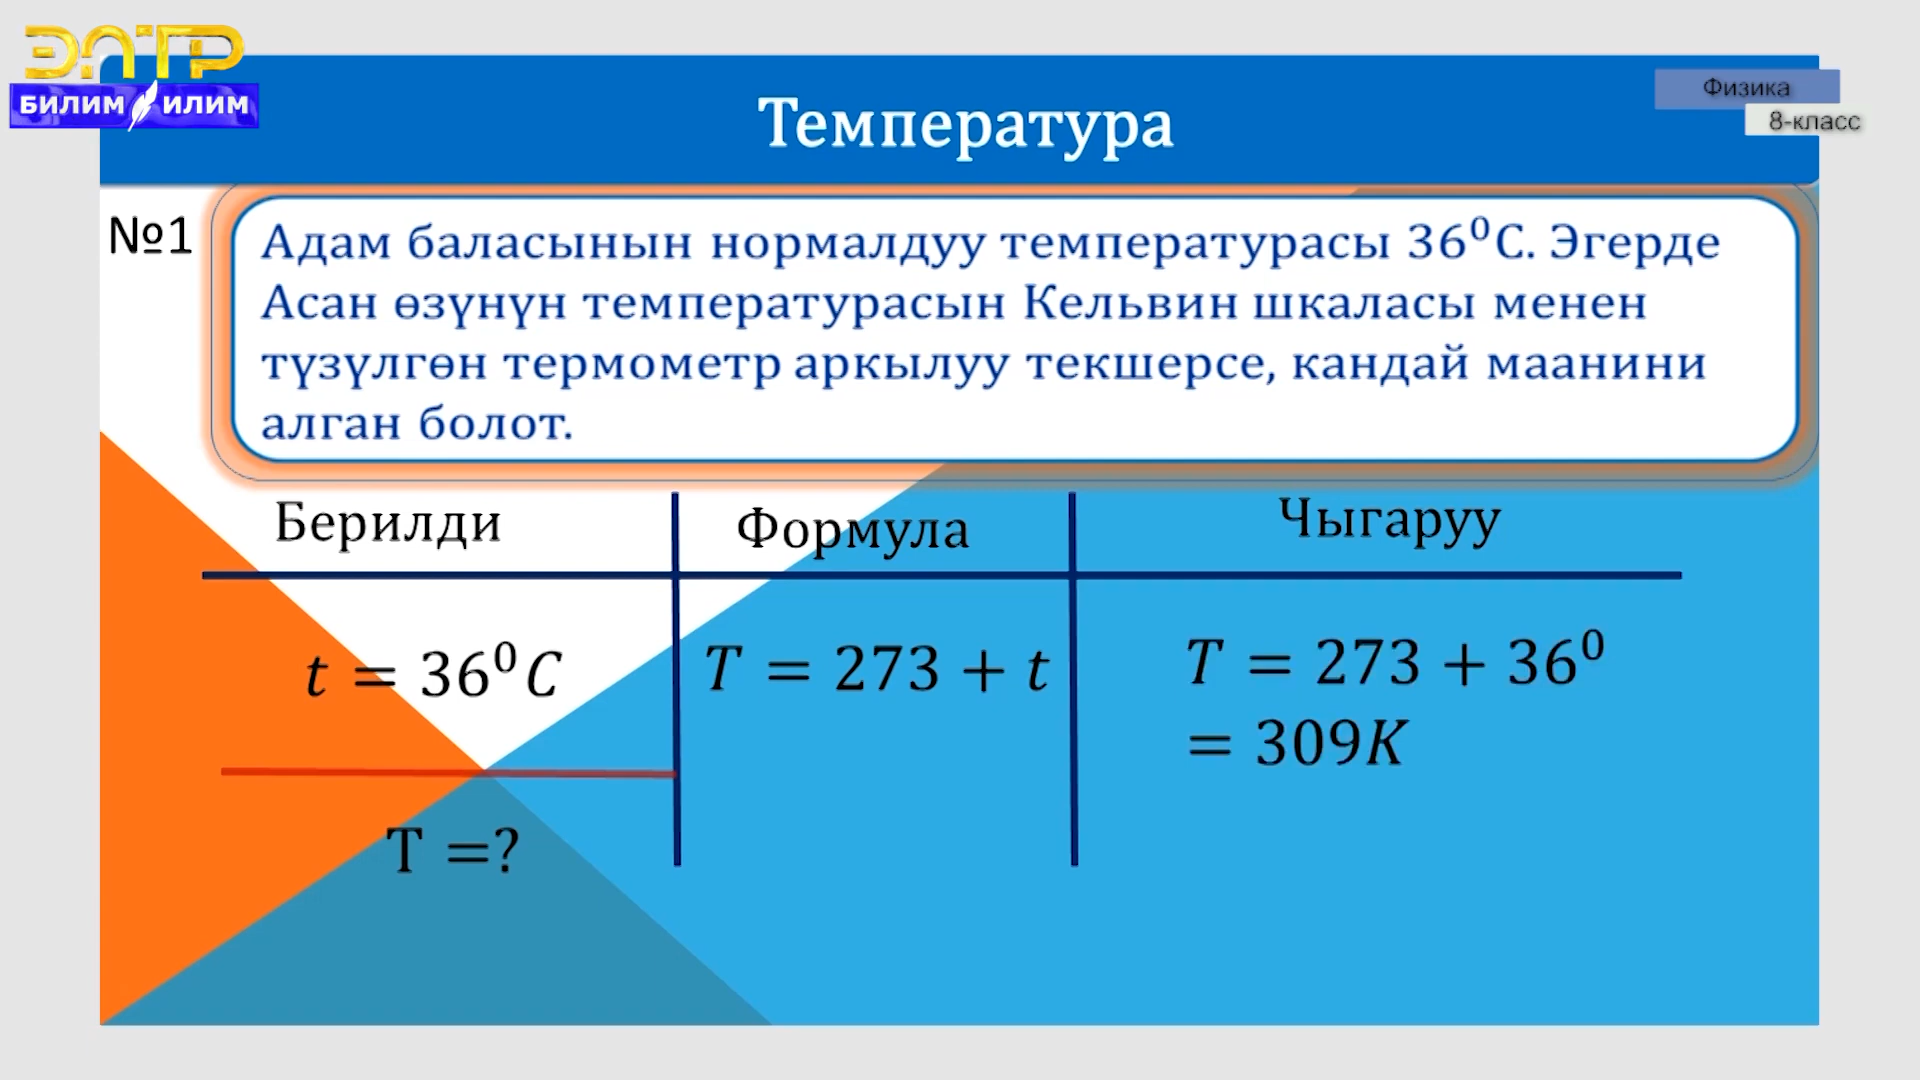 ЭЛТР
БИЛИМ ИЛИМ
Температура
Физика
8-класс
№1
Адам баласынын нормалдуу температурасы 36⁰С. Эгерде
Асан өзүнүн температурасын Кельвин шкаласы менен
түзүлгөн термометр аркылуу текшерсе, кандай маанини
алган болот.
Берилди
Формула
Чыгаруу
t = 36⁰C
T = 273 + t
T = 273 + 36⁰
= 309K
T =?